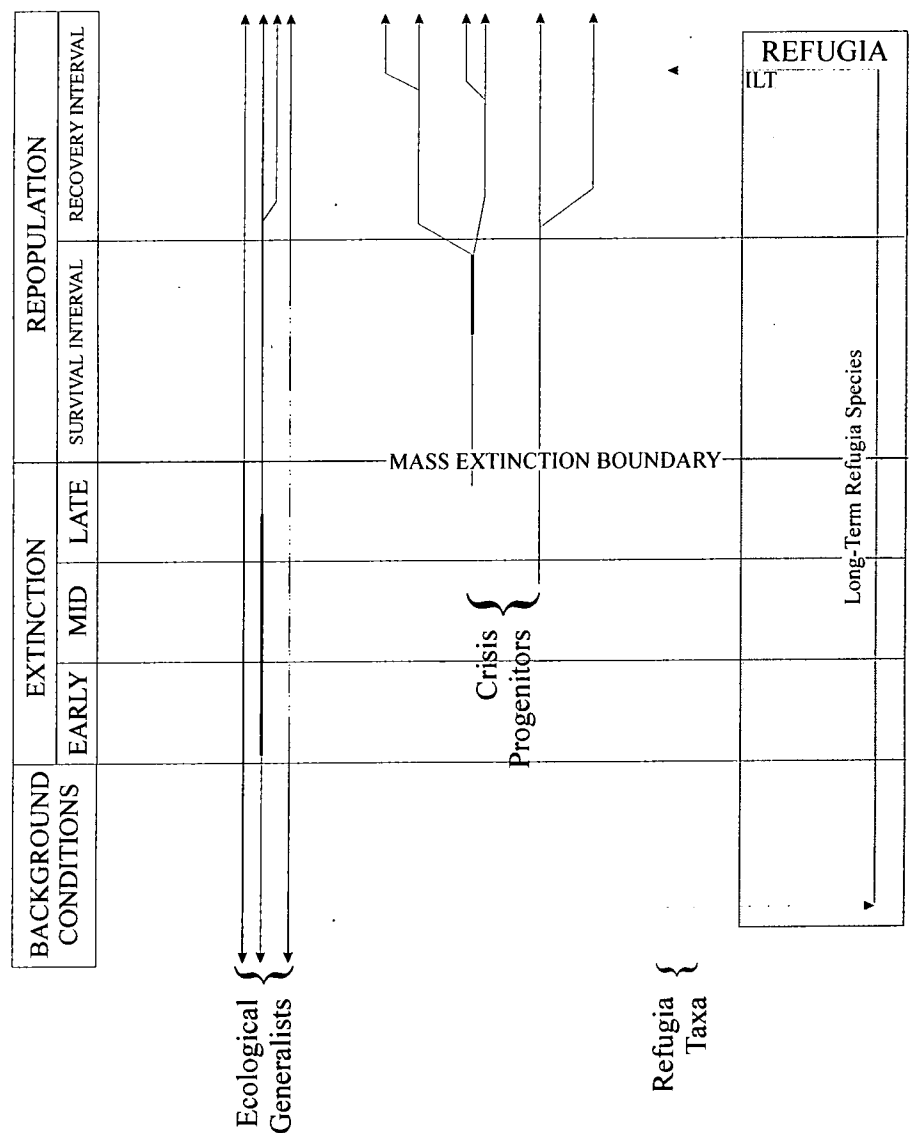 REPOPULATION
RECOVERY INTERVAL
SURVIVAL INTERVAL
EXTINCTION
LATE
MID
EARLY
BACKGROUND
CONDITIONS
MASS EXTINCTION BOUNDARY
Ecological
Generalists
Crisis
Progenitors
Refugia
Taxa
REFUGIA
ILT
Long-Term Refugia Species